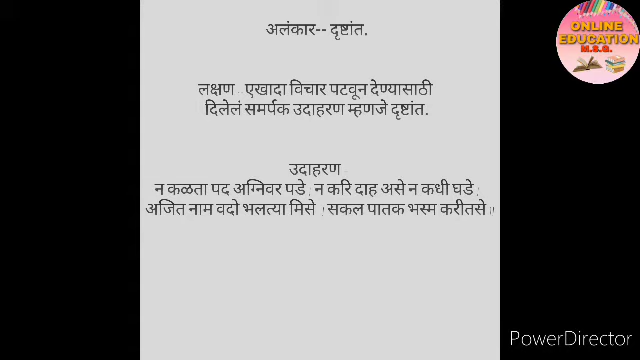 अलंकार-- दृष्टांत.
ONLINE
EDUCATION
M.S.G.
लक्षण - एखादा विचार पटवून देण्यासाठी
दिलेलं समर्पक उदाहरण म्हणजे दृष्टांत.
उदाहरण -
न कळता पद अग्निवर पडे ; न करि दाह असे न कधी घडे ;
अजित नाम वदो भलत्या मिसे । सकल पातक भस्म करीतसे ॥
PowerDirector